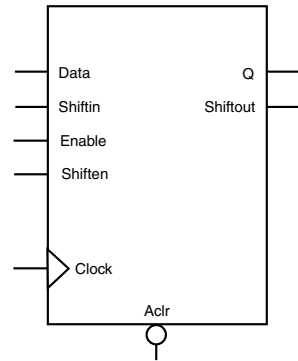 Data Q
Shiftin Shiftout
Enable
Shiften
Clock
Aclr